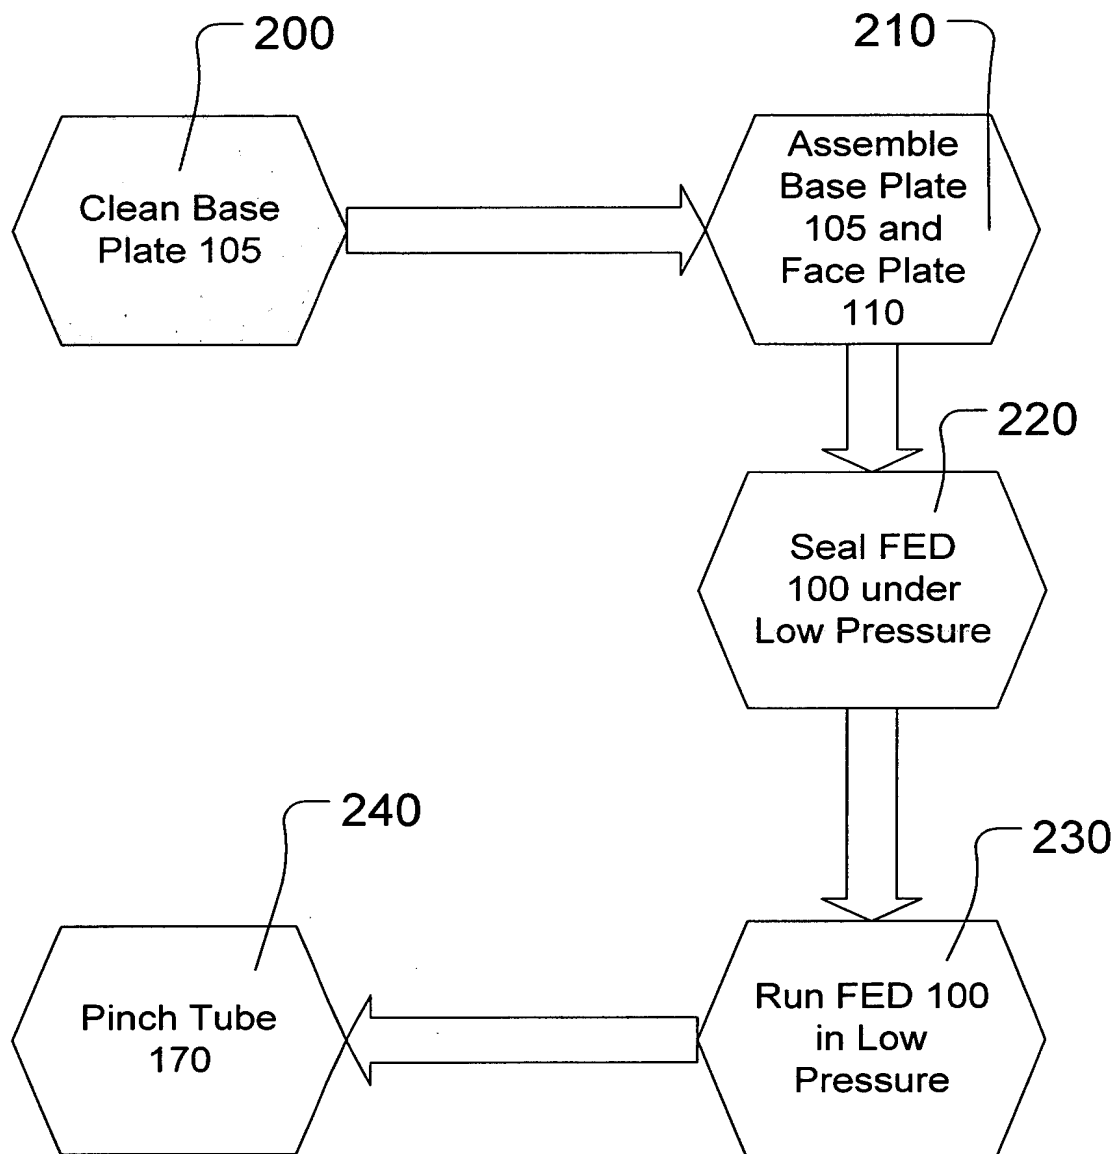 200
210
Clean Base
Plate 105
Assemble
Base Plate
105 and
Face Plate
110
220
Seal FED
100 under
Low Pressure
240
230
Pinch Tube
170
Run FED 100
in Low
Pressure